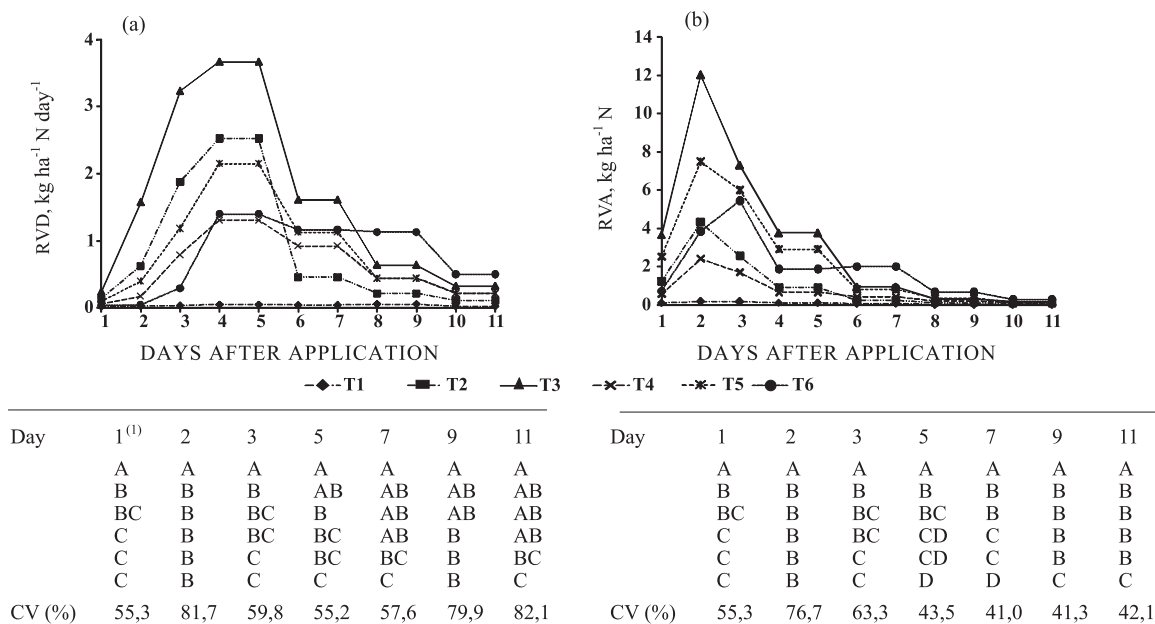 (a)
RVD, kg ha⁻¹ N day⁻¹
4
3
2
1
0
1 2 3 4 5 6 7 8 9 10 11
DAYS AFTER APPLICATION
(b)
RVA, kg ha⁻¹ N
14
12
10
8
6
4
2
0
1 2 3 4 5 6 7 8 9 10 11
DAYS AFTER APPLICATION
T1 T2 T3 T4 T5 T6
Day 1⁽¹⁾ 2 3 5 7 9 11
A A A A A A A
B B B AB AB AB AB
BC B BC B AB AB AB
C B BC BC AB B AB
C B C BC BC B BC
C B C C C B C
CV (%) 55,3 81,7 59,8 55,2 57,6 79,9 82,1
Day 1 2 3 5 7 9 11
A A A A A A A
B B B B B B B
BC B BC BC B B B
C B BC CD C B B
C B C CD C B B
C B C D D C C
CV (%) 55,3 76,7 63,3 43,5 41,0 41,3 42,1